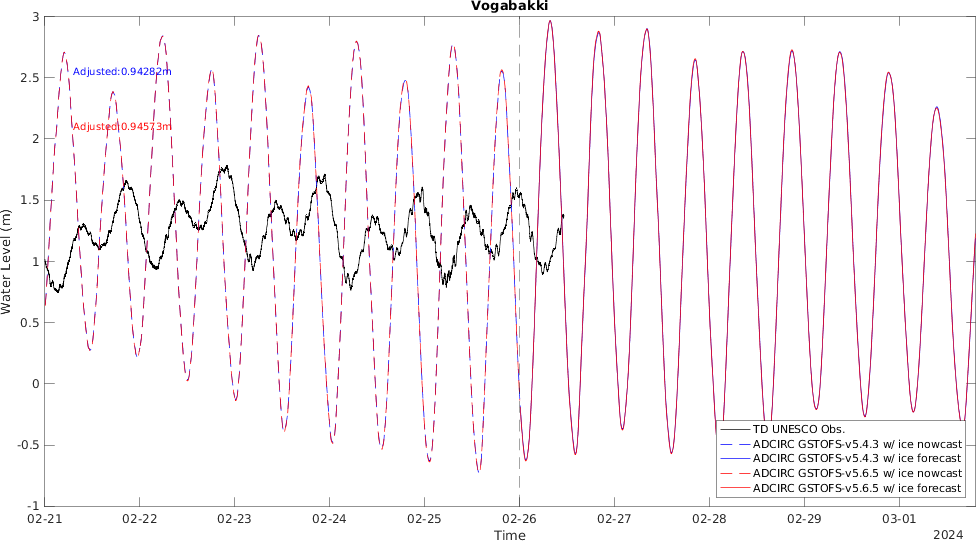 Vogabakki
3
2.5
2
1.5
1
0.5
0
-0.5
-1
Water Level (m)
Adjusted:0.94282m
Adjusted:0.94573m
TD UNESCO Obs.
ADCIRC GSTOFS-v5.4.3 w/ ice nowcast
ADCIRC GSTOFS-v5.4.3 w/ ice forecast
ADCIRC GSTOFS-v5.6.5 w/ ice nowcast
ADCIRC GSTOFS-v5.6.5 w/ ice forecast
02-21 02-22 02-23 02-24 02-25 02-26 02-27 02-28 02-29 03-01
Time
2024